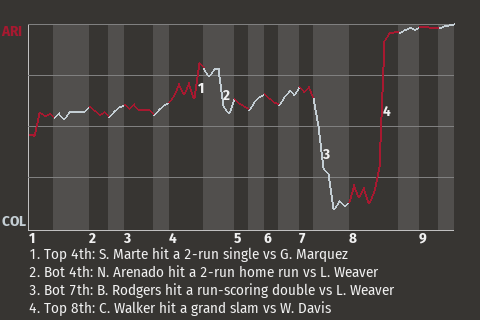 ARI
1
2
3
4
COL
1 2 3 4 5 6 7 8 9
1. Top 4th: S. Marte hit a 2-run single vs G. Marquez
2. Bot 4th: N. Arenado hit a 2-run home run vs L. Weaver
3. Bot 7th: B. Rodgers hit a run-scoring double vs L. Weaver
4. Top 8th: C. Walker hit a grand slam vs W. Davis